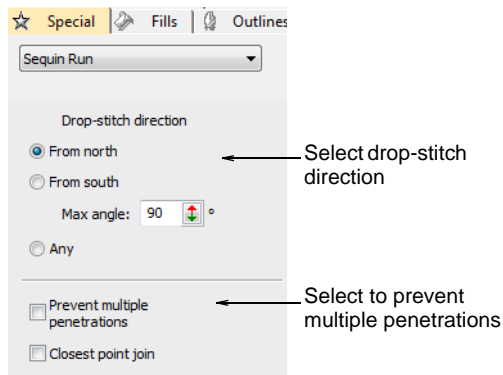 Special Fills Outlines
Sequin Run
Drop-stitch direction
From north
From south
Max angle: 90 °
Any
Prevent multiple
penetrations
Closest point join
Select drop-stitch
direction
Select to prevent
multiple penetrations